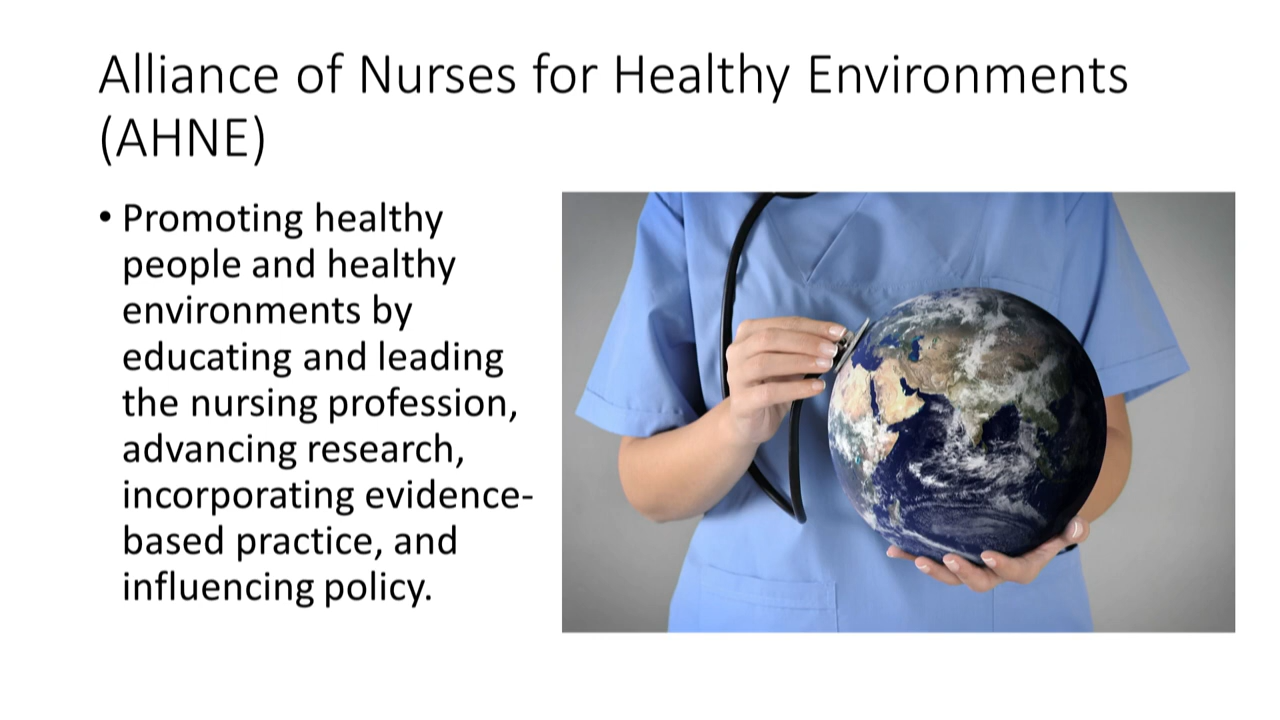 Alliance of Nurses for Healthy Environments
(AHNE)
• Promoting healthy
people and healthy
environments by
educating and leading
the nursing profession,
advancing research,
incorporating evidence-
based practice, and
influencing policy.